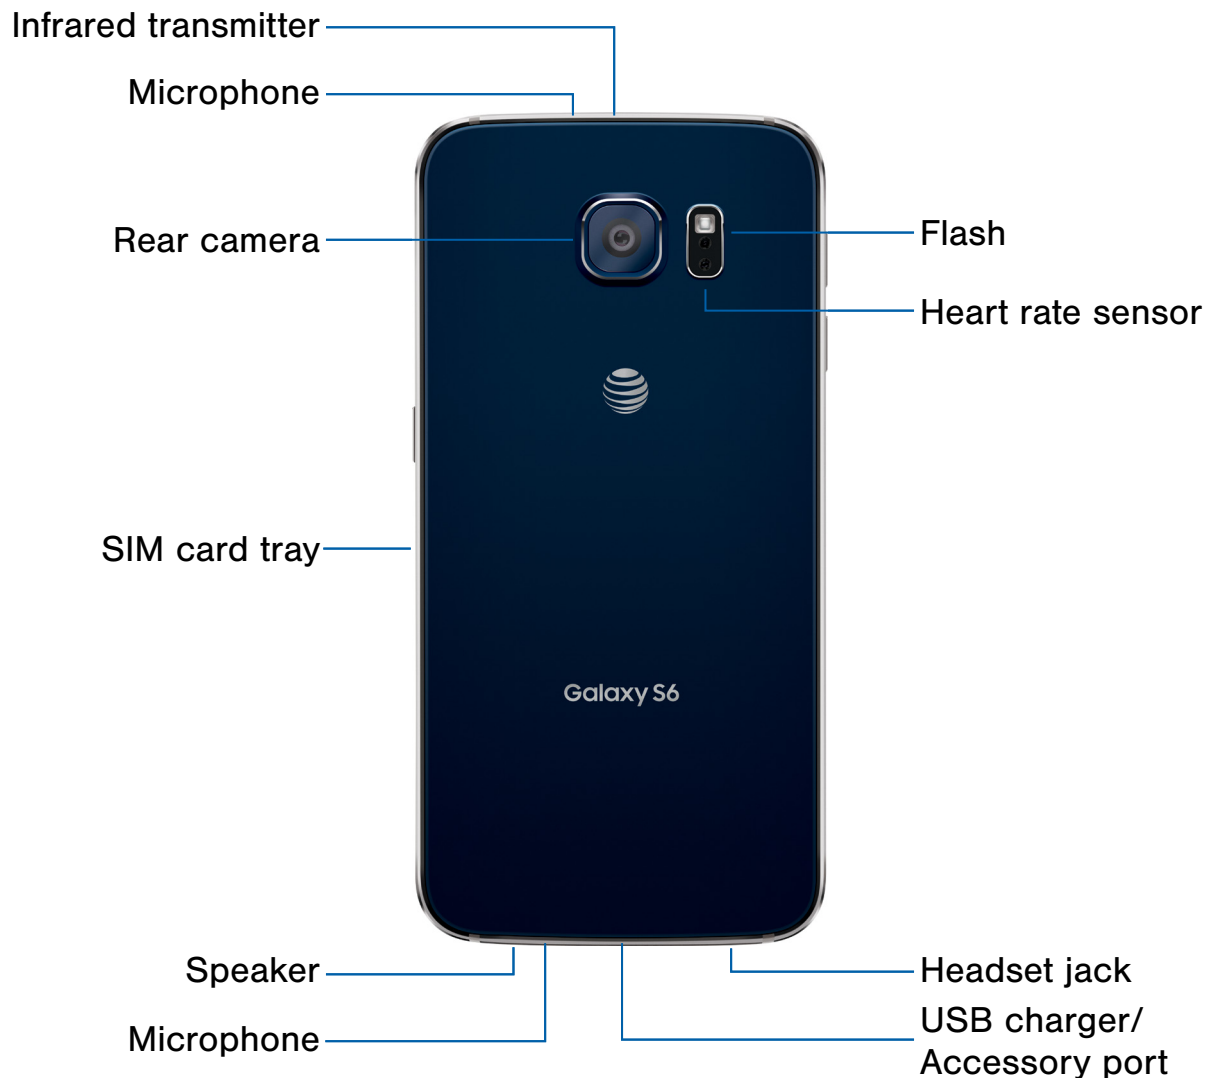 Infrared transmitter
Microphone
Rear camera
Flash
Heart rate sensor
SIM card tray
Galaxy S6
Speaker
Headset jack
Microphone
USB charger/
Accessory port